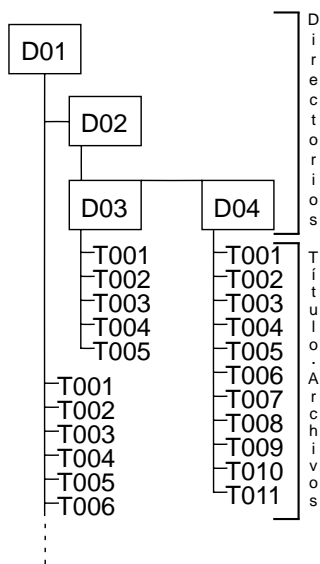 D01
D02
D03
D04
T001
T002
T003
T004
T005
T001
T002
T003
T004
T005
T006
T007
T008
T009
T010
T011
T001
T002
T003
T004
T005
T006
Directorios
Título·Archivos